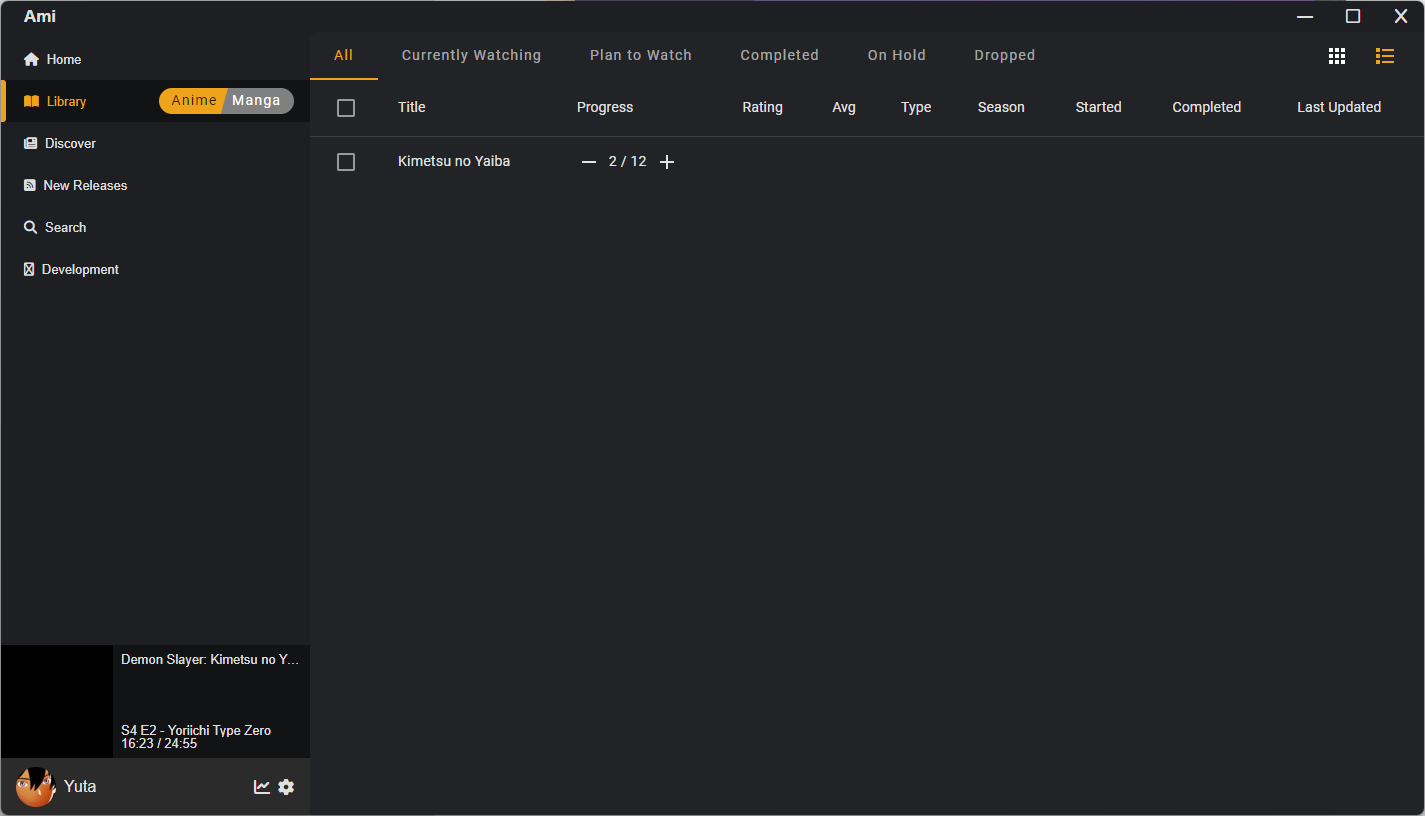 Ami
Home
Library
Anime Manga
Discover
New Releases
Search
Development
All Currently Watching Plan to Watch Completed On Hold Dropped
Title Progress Rating Avg Type Season Started Completed Last Updated
Kimetsu no Yaiba 2 / 12
Demon Slayer: Kimetsu no Y...
S4 E2 - Yoriichi Type Zero
16:23 / 24:55
Yuta